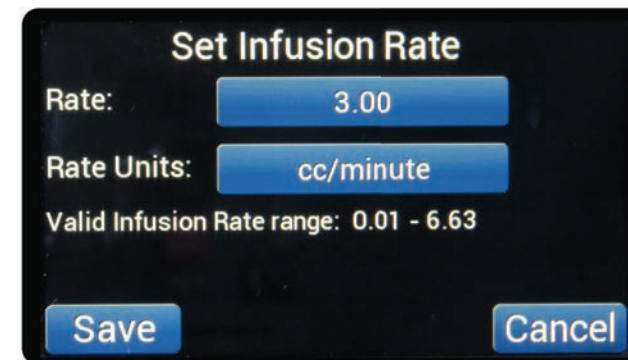 Set Infusion Rate
Rate: 3.00
Rate Units: cc/minute
Valid Infusion Rate range: 0.01 - 6.63
Save Cancel